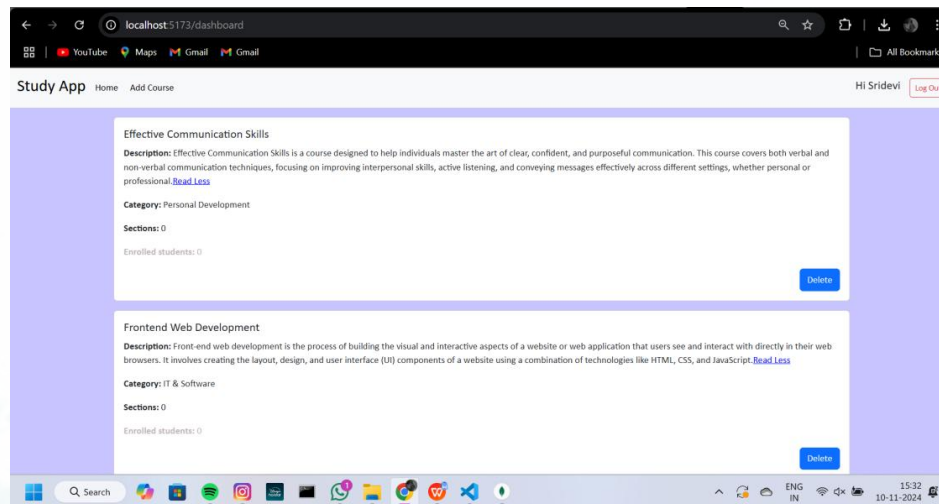 localhost:5173/dashboard
YouTube Maps Gmail Gmail All Bookmark
Study App Home Add Course Hi Sridevi Log Ou
Effective Communication Skills
Description: Effective Communication Skills is a course designed to help individuals master the art of clear, confident, and purposeful communication. This course covers both verbal and
non-verbal communication techniques, focusing on improving interpersonal skills, active listening, and conveying messages effectively across different settings, whether personal or
professional.Read Less
Category: Personal Development
Sections: 0
Enrolled students: 0
Delete
Frontend Web Development
Description: Front-end web development is the process of building the visual and interactive aspects of a website or web application that users see and interact with directly in their web
browsers. It involves creating the layout, design, and user interface (UI) components of a website using a combination of technologies like HTML, CSS, and JavaScript.Read Less
Category: IT & Software
Sections: 0
Enrolled students: 0
Delete
Search ENG 15:32
IN 10-11-2024